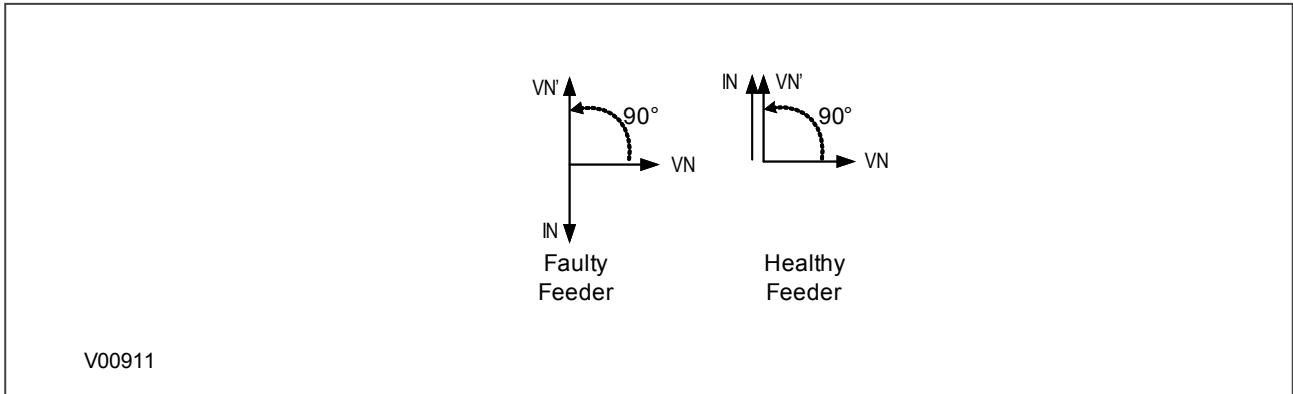 VN'
90°
VN
IN
Faulty
Feeder
IN
VN'
90°
VN
Healthy
Feeder
V00911